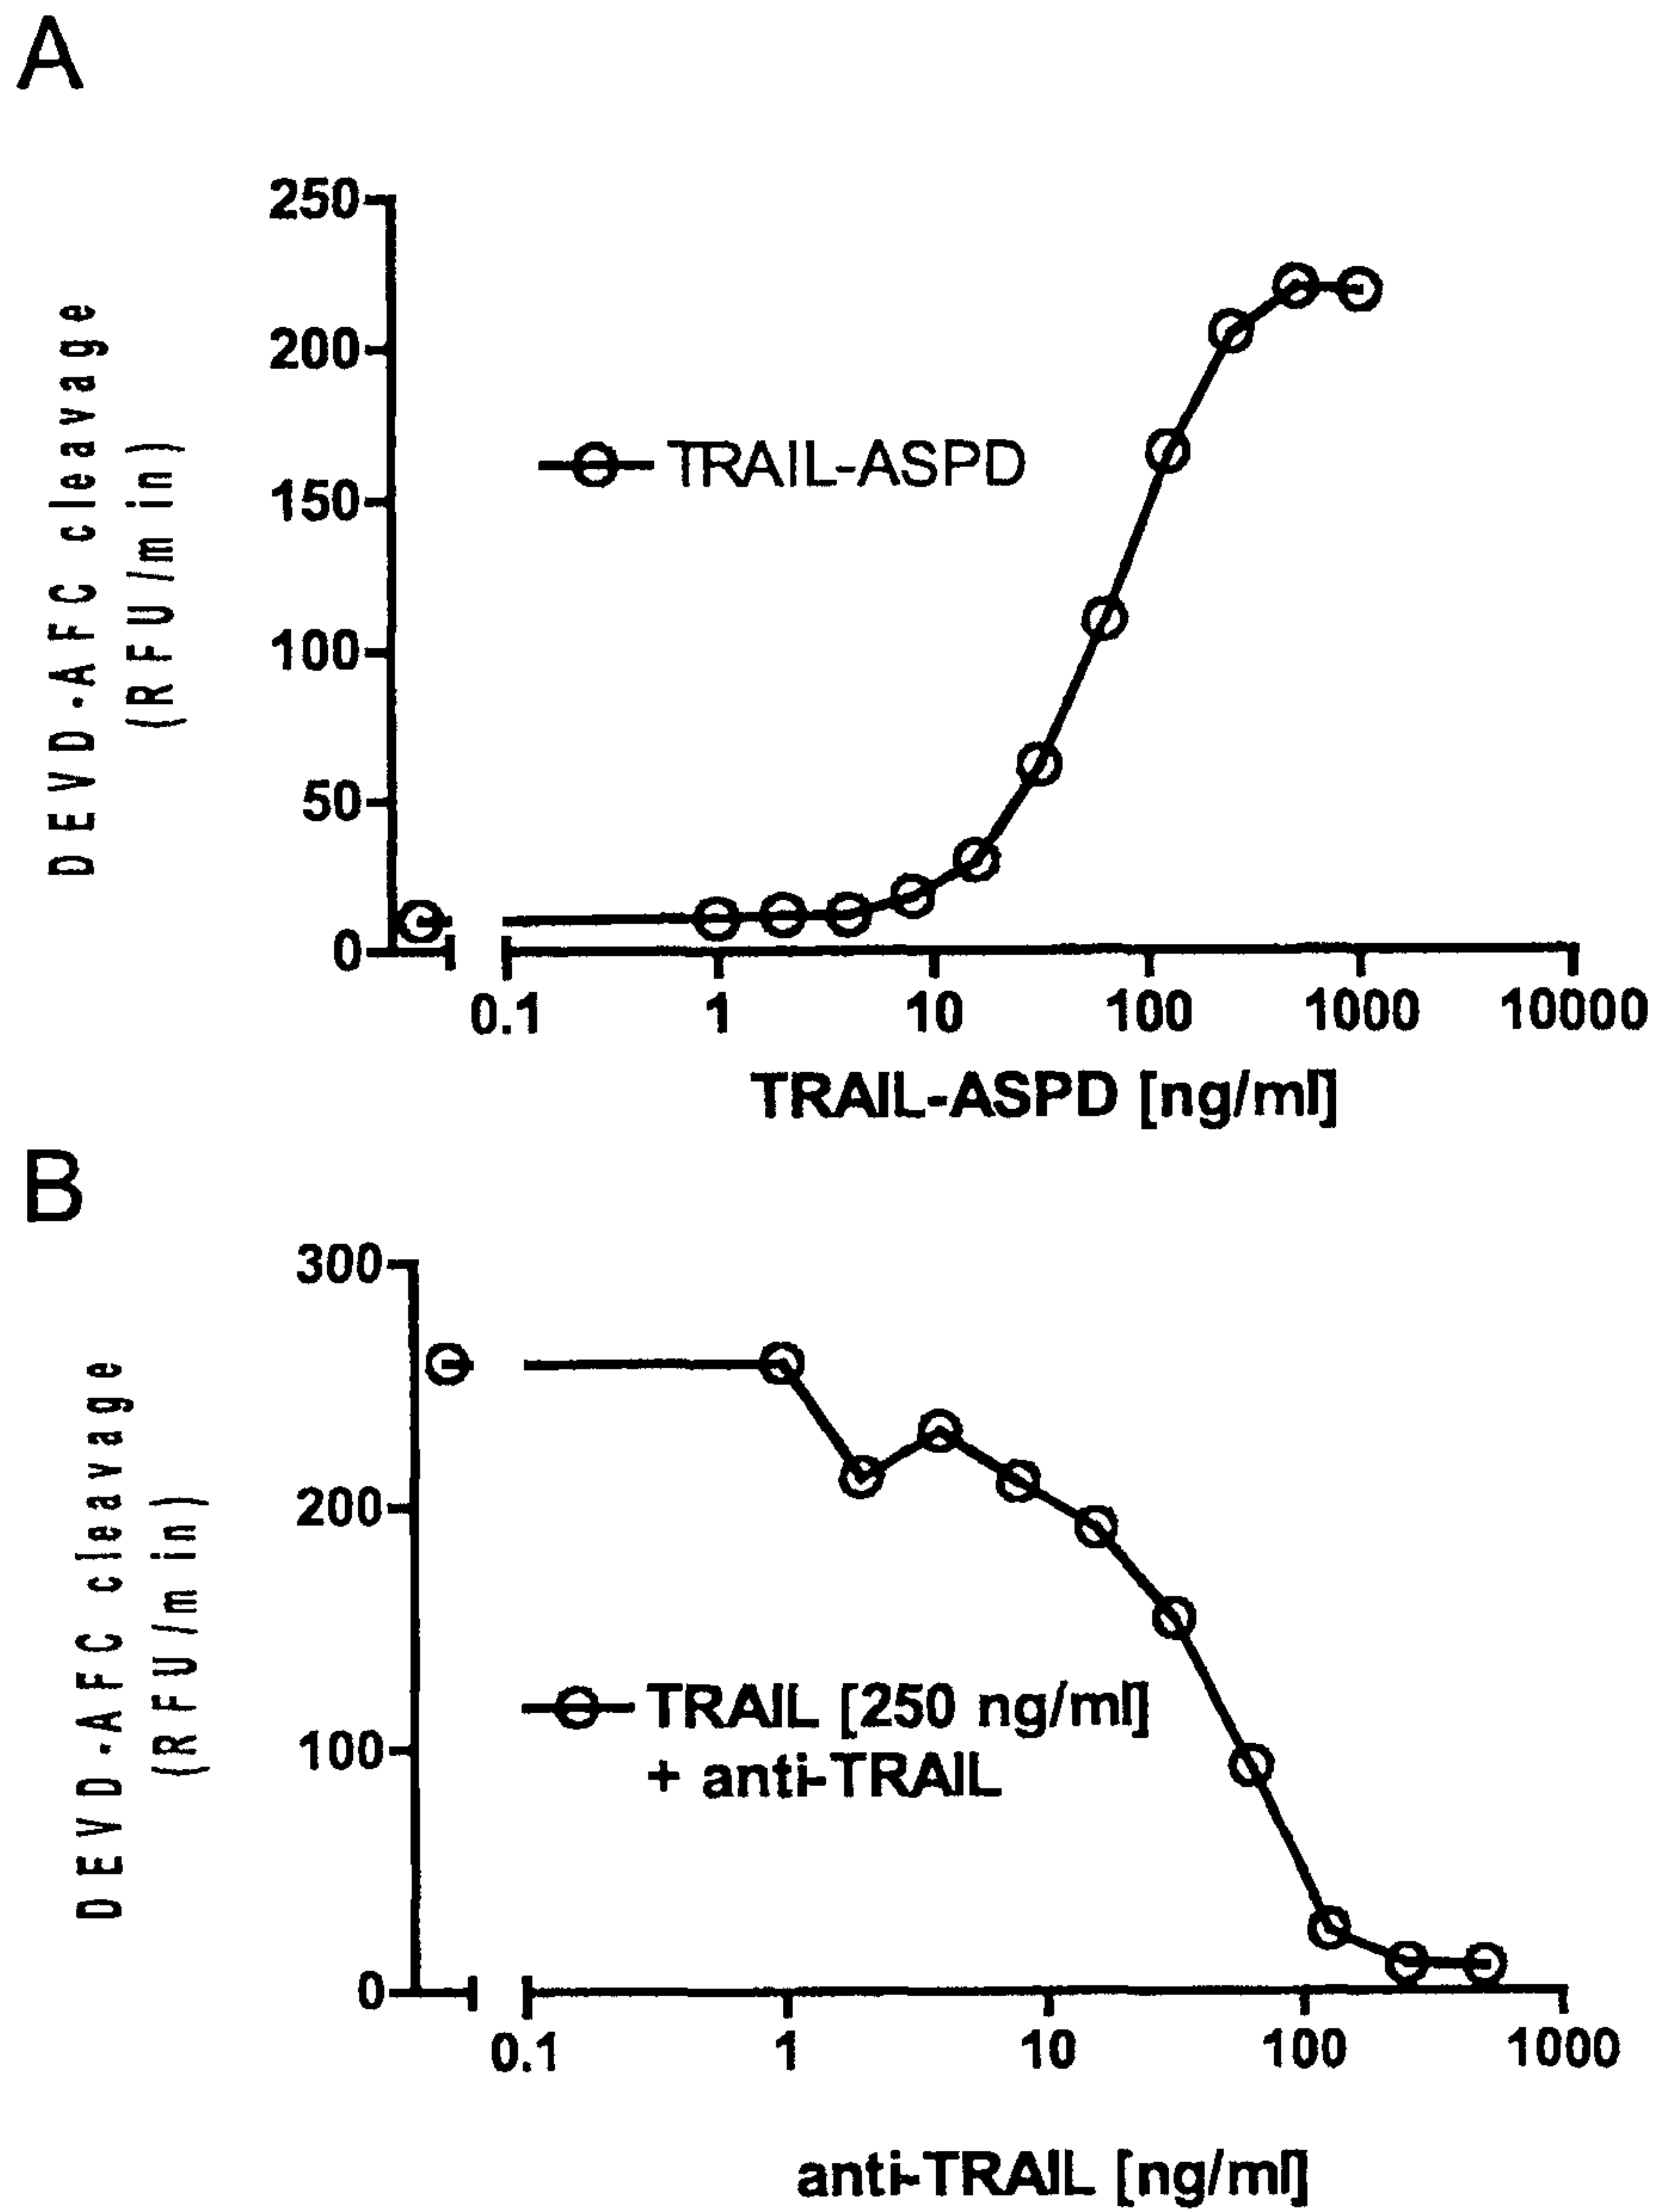 A
250
200
150
100
50
0
DEVD-AFC cleavage
(RFU/min)
TRAIL-ASPD
0.1 1 10 100 1000 10000
TRAIL-ASPD [ng/ml]
B
300
200
100
0
DEVD-AFC cleavage
(RFU/min)
TRAIL [250 ng/ml]
+ anti-TRAIL
0.1 1 10 100 1000
anti-TRAIL [ng/ml]